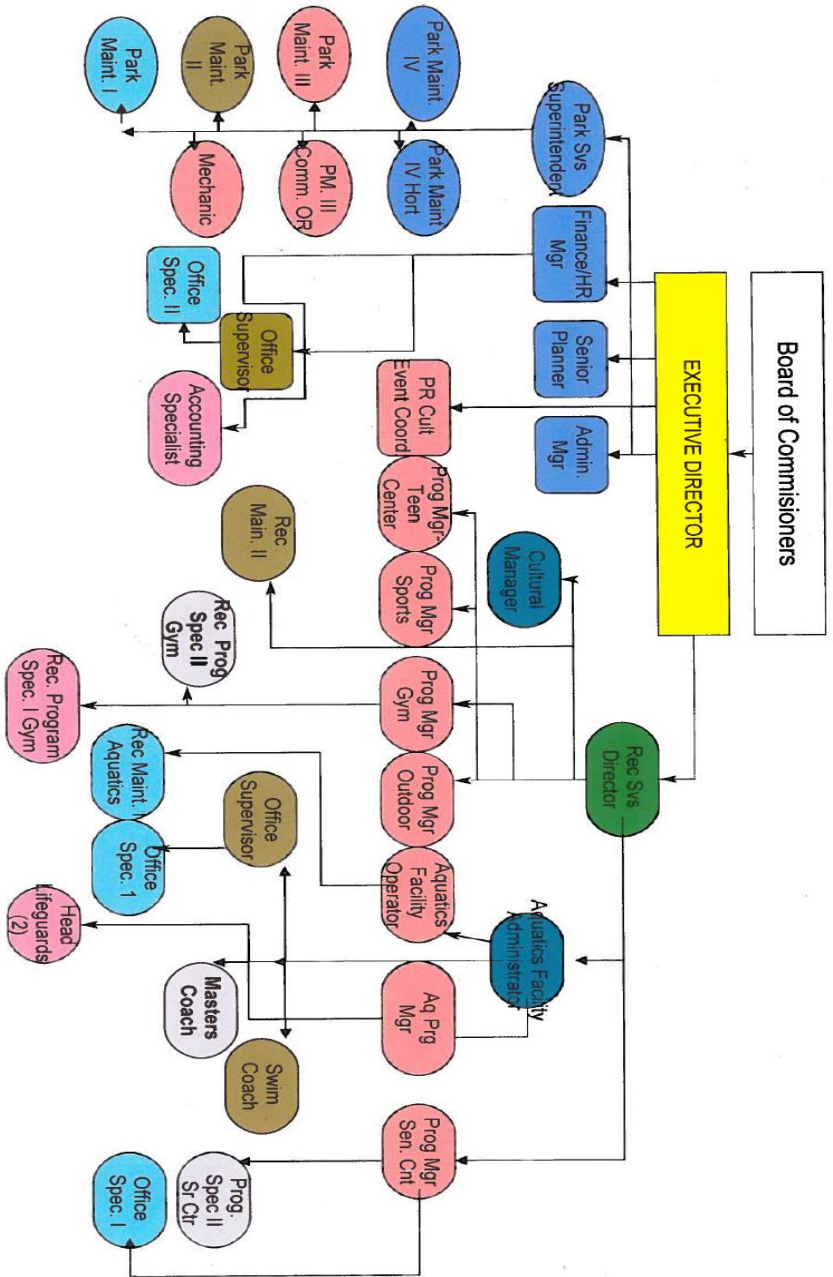 Board of Commisioners
EXECUTIVE DIRECTOR
Rec Svs
Director
Park Svs
Superintendent
Finance/HR
Mgr
Senior
Planner
Admin.
Mgr
Cultural
Manager
Aquatics Facility
Administrator
Park Maint.
IV
Park Maint
IV Hort
PR Cult
Event Coord
Prog Mgr-
Teen
Center
Prog Mgr
Sports
Prog Mgr
Gym
Prog Mgr
Outdoor
Aquatics
Facility
Operator
Aq Prg
Mgr
Prog Mgr
Sen. Cnt
Park
Maint. III
PM. III
Comm. OR
Park
Maint.
II
Mechanic
Office
Supervisor
Rec
Main. II
Office
Supervisor
Swim
Coach
Park
Maint. I
Office
Spec. II
Accounting
Specialist
Rec Prog
Spec II
Gym
Masters
Coach
Prog.
Spec II
Sr Ctr
Rec Maint. I
Aquatics
Office
Spec. 1
Office
Spec. I
Rec. Program
Spec. I Gym
Head
Lifeguards
(2)